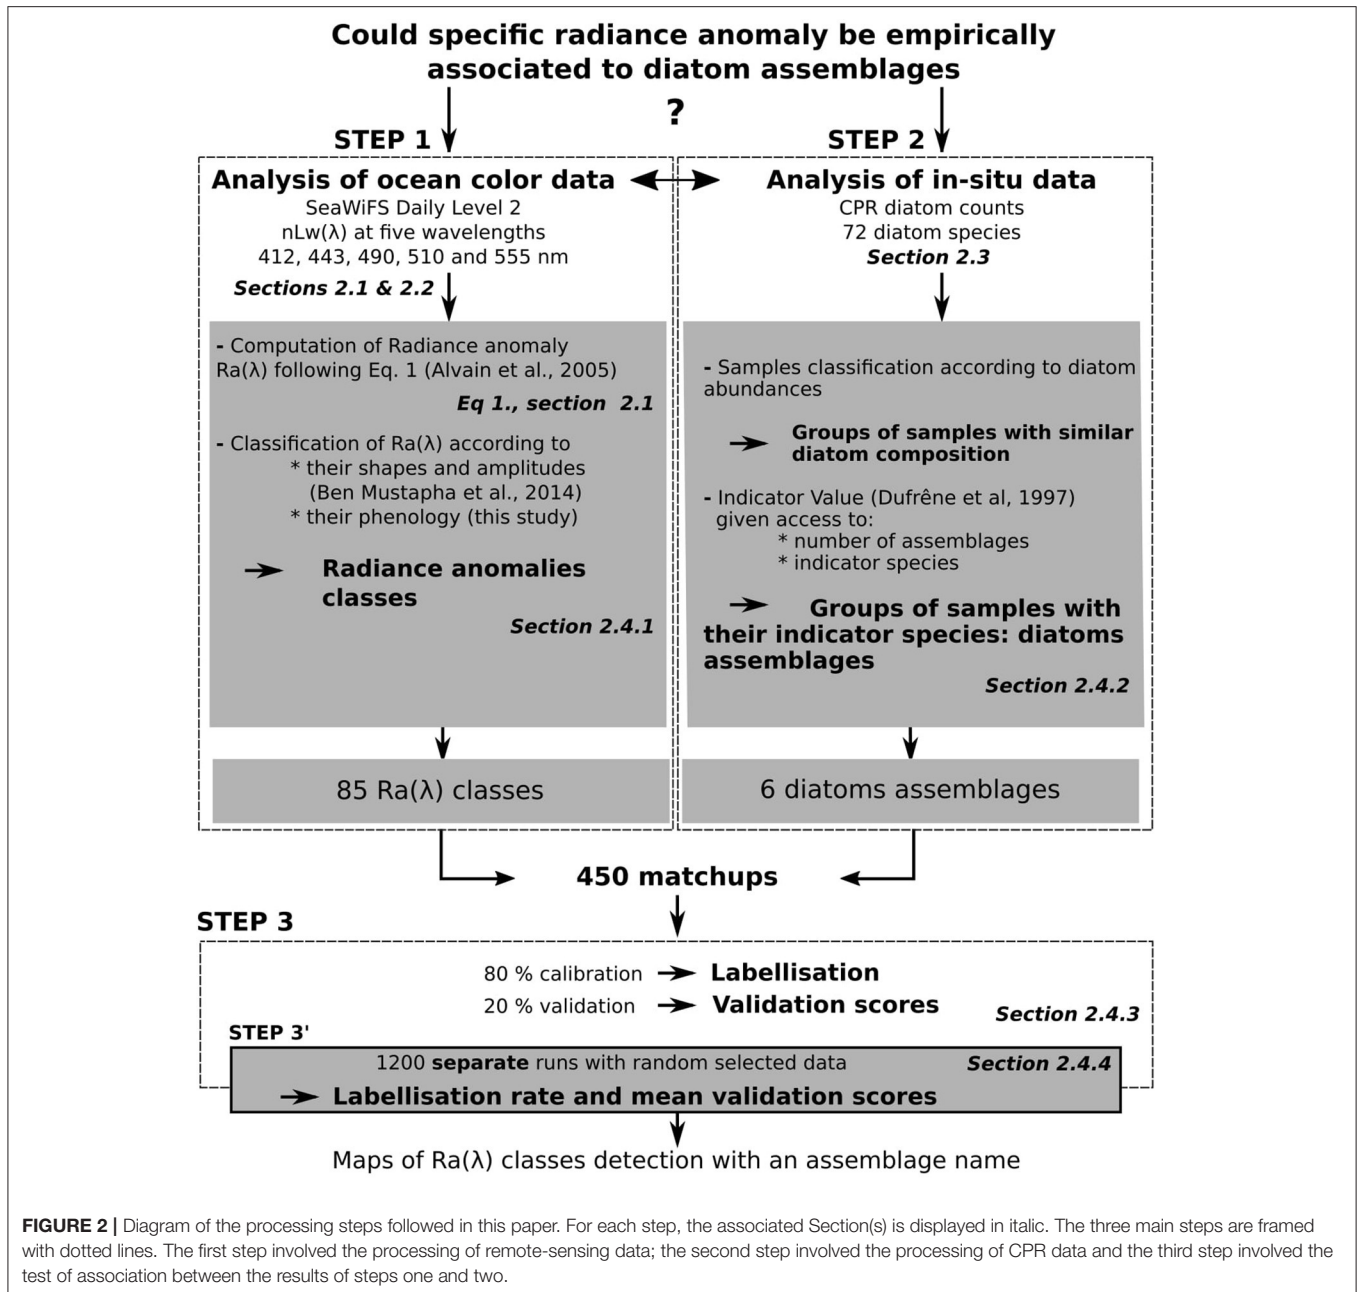 Could specific radiance anomaly be empirically
associated to diatom assemblages
?
STEP 1
Analysis of ocean color data
SeaWiFS Daily Level 2
nLw(λ) at five wavelengths
412, 443, 490, 510 and 555 nm
Sections 2.1 & 2.2
- Computation of Radiance anomaly
Ra(λ) following Eq. 1 (Alvain et al., 2005)
Eq 1., section 2.1
- Classification of Ra(λ) according to
* their shapes and amplitudes
(Ben Mustapha et al., 2014)
* their phenology (this study)
Radiance anomalies
classes
Section 2.4.1
85 Ra(λ) classes
STEP 2
Analysis of in-situ data
CPR diatom counts
72 diatom species
Section 2.3
- Samples classification according to diatom
abundances
Groups of samples with similar
diatom composition
- Indicator Value (Dufrêne et al, 1997)
given access to:
* number of assemblages
* indicator species
Groups of samples with
their indicator species: diatoms
assemblages
Section 2.4.2
6 diatoms assemblages
450 matchups
STEP 3
80 % calibration Labellisation
20 % validation Validation scores
Section 2.4.3
STEP 3'
1200 separate runs with random selected data
Section 2.4.4
Labellisation rate and mean validation scores
Maps of Ra(λ) classes detection with an assemblage name
FIGURE 2 | Diagram of the processing steps followed in this paper. For each step, the associated Section(s) is displayed in italic. The three main steps are framed
with dotted lines. The first step involved the processing of remote-sensing data; the second step involved the processing of CPR data and the third step involved the
test of association between the results of steps one and two.